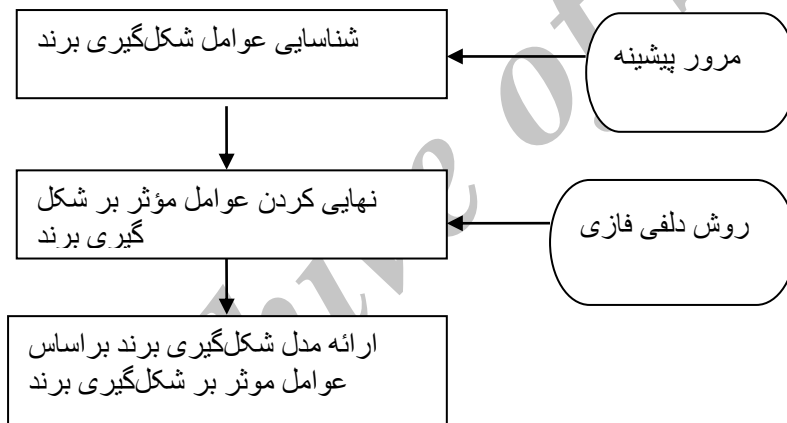 شناسایی عوامل شکل‌گیری برند
مرور پیشینه
نهایی کردن عوامل مؤثر بر شکل
گیری برند
روش دلفی فازی
ارائه مدل شکل‌گیری برند براساس
عوامل موثر بر شکل‌گیری برند